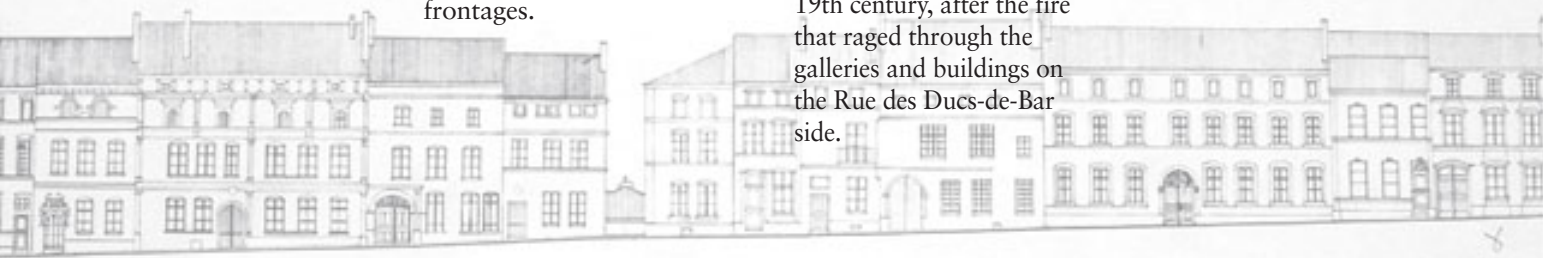 frontages.
19th century, after the fire
that raged through the
galleries and buildings on
the Rue des Ducs-de-Bar
side.